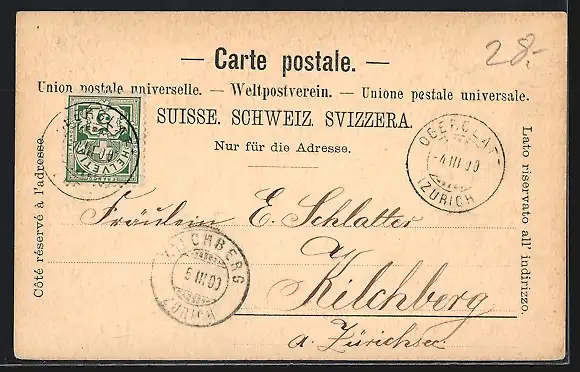 28.-
— Carte postale. —
Union postale universelle. — Weltpostverein. — Unione postale universale.
SUISSE. SCHWEIZ. SVIZZERA.
Nur für die Adresse.
Côté réservé à l'adresse.
Lato riservato all' indirizzo.
HELVETIA
OBERGLATT
-4 III 00
(ZÜRICH)
Fräulein E. Schlatter
Kilchberg
a. Zürichsee
KILCHBERG
5 III 00
ZÜRICH